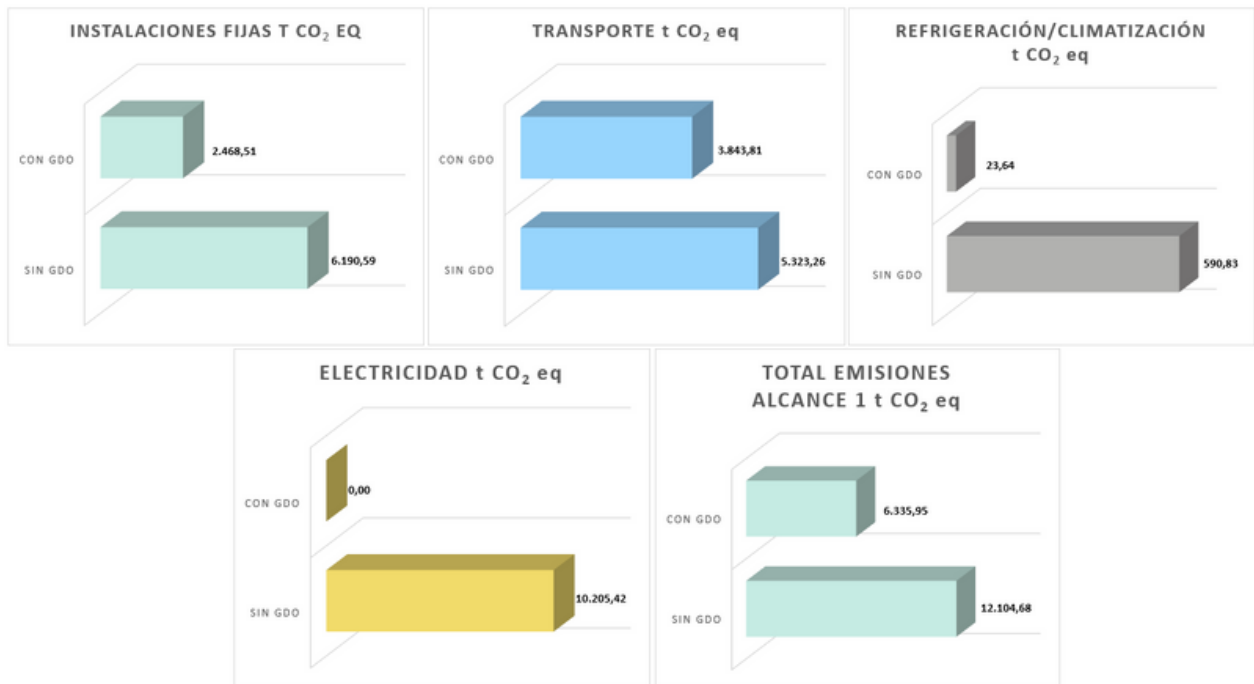 INSTALACIONES FIJAS T CO₂ EQ
CON GDO
2.468,51
SIN GDO
6.190,59
TRANSPORTE t CO₂ eq
CON GDO
3.843,81
SIN GDO
5.323,26
REFRIGERACIÓN/CLIMATIZACIÓN
t CO₂ eq
CON GDO
23,64
SIN GDO
590,83
ELECTRICIDAD t CO₂ eq
CON GDO
0,00
SIN GDO
10.205,42
TOTAL EMISIONES
ALCANCE 1 t CO₂ eq
CON GDO
6.335,95
SIN GDO
12.104,68